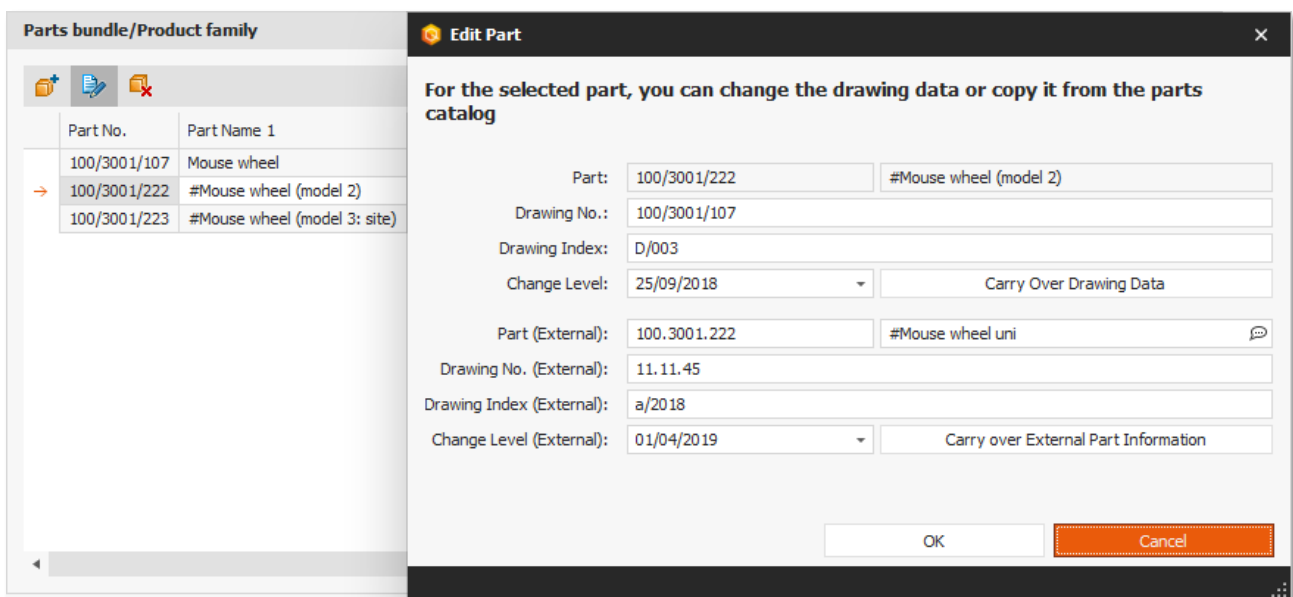 Parts bundle/Product family
Part No. Part Name 1
100/3001/107 Mouse wheel
100/3001/222 #Mouse wheel (model 2)
100/3001/223 #Mouse wheel (model 3: site)
Edit Part
For the selected part, you can change the drawing data or copy it from the parts
catalog
Part: 100/3001/222 #Mouse wheel (model 2)
Drawing No.: 100/3001/107
Drawing Index: D/003
Change Level: 25/09/2018 Carry Over Drawing Data
Part (External): 100.3001.222 #Mouse wheel uni
Drawing No. (External): 11.11.45
Drawing Index (External): a/2018
Change Level (External): 01/04/2019 Carry over External Part Information
OK Cancel